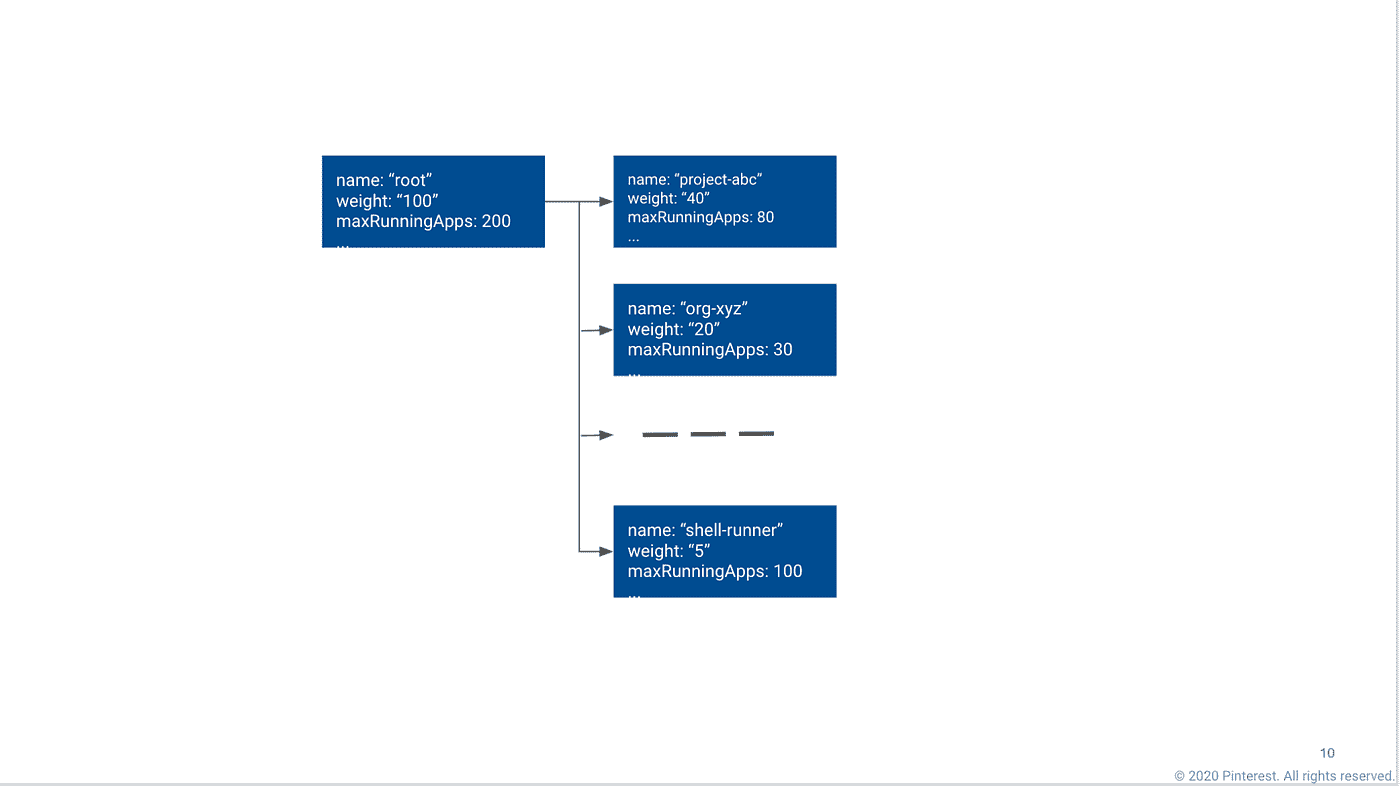 name: “root”
weight: “100”
maxRunningApps: 200
...
name: “project-abc”
weight: “40”
maxRunningApps: 80
...
name: “org-xyz”
weight: “20”
maxRunningApps: 30
...
name: “shell-runner”
weight: “5”
maxRunningApps: 100
...
10
© 2020 Pinterest. All rights reserved.